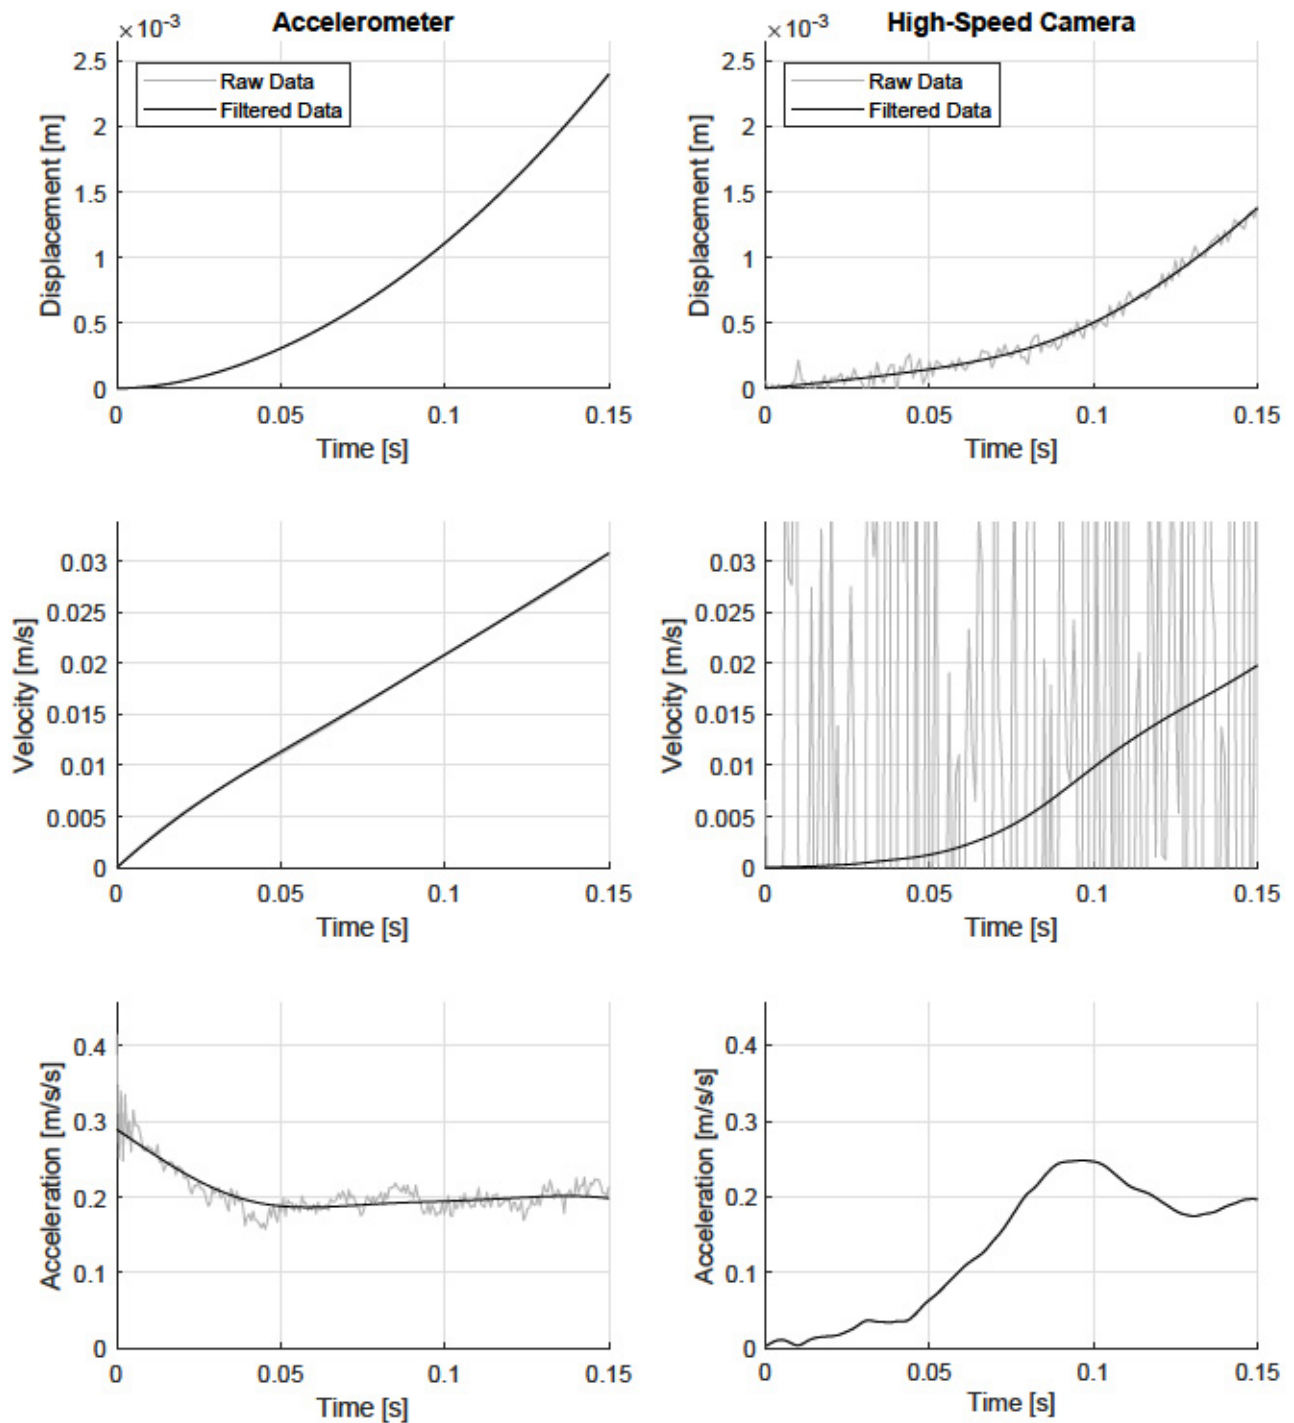 Accelerometer
×10-3
2.5
2
1.5
1
0.5
0
Displacement [m]
Raw Data
Filtered Data
0 0.05 0.1 0.15
Time [s]
High-Speed Camera
×10-3
2.5
2
1.5
1
0.5
0
Displacement [m]
Raw Data
Filtered Data
0 0.05 0.1 0.15
Time [s]
0.03
0.025
0.02
0.015
0.01
0.005
0
Velocity [m/s]
0 0.05 0.1 0.15
Time [s]
0.03
0.025
0.02
0.015
0.01
0.005
0
Velocity [m/s]
0 0.05 0.1 0.15
Time [s]
0.4
0.3
0.2
0.1
0
Acceleration [m/s/s]
0 0.05 0.1 0.15
Time [s]
0.4
0.3
0.2
0.1
0
Acceleration [m/s/s]
0 0.05 0.1 0.15
Time [s]